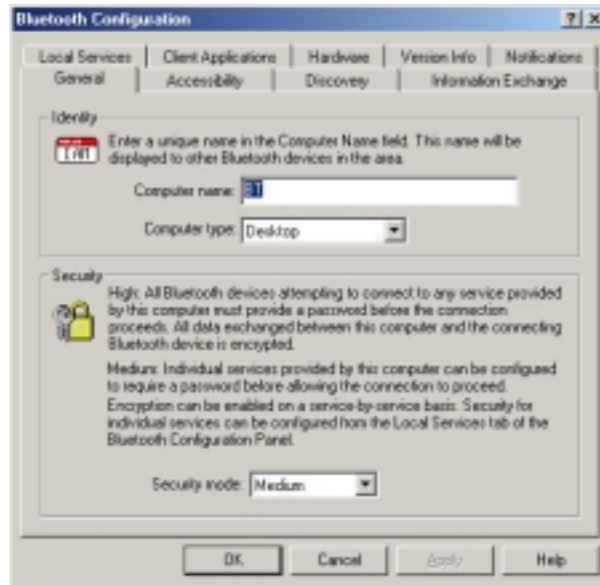 Bluetooth Configuration
Local Services Client Applications Hardware Version Info Notifications
General Accessibility Discovery Information Exchange
Identity
I AM
Enter a unique name in the Computer Name field. This name will be
displayed to other Bluetooth devices in the area.
Computer name: BT
Computer type: Desktop
Security
High: All Bluetooth devices attempting to connect to any service provided
by this computer must provide a password before the connection
proceeds. All data exchanged between this computer and the connecting
Bluetooth device is encrypted.
Medium: Individual services provided by this computer can be configured
to require a password before allowing the connection to proceed.
Encryption can be enabled on a service-by-service basis. Security for
individual services can be configured from the Local Services tab of the
Bluetooth Configuration Panel.
Security mode: Medium
OK Cancel Apply Help